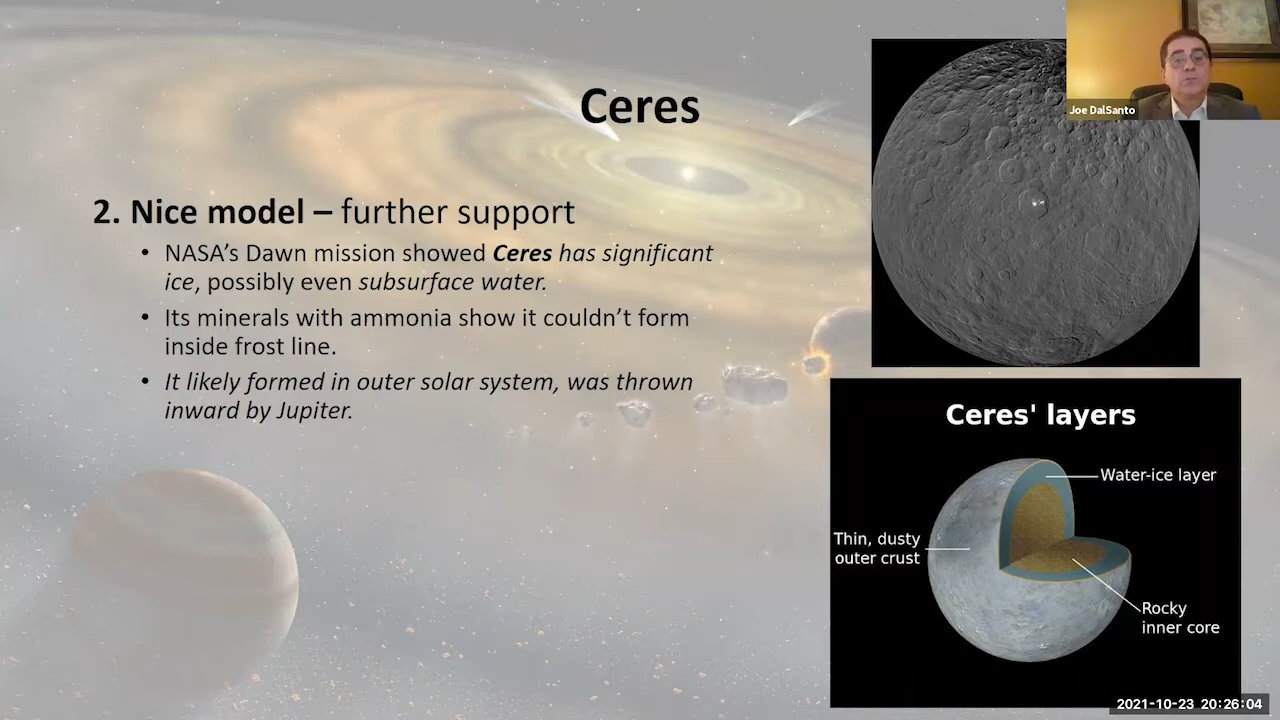 Ceres
2. Nice model – further support
• NASA's Dawn mission showed Ceres has significant
ice, possibly even subsurface water.
• Its minerals with ammonia show it couldn't form
inside frost line.
• It likely formed in outer solar system, was thrown
inward by Jupiter.
Joe DalSanto
Ceres' layers
Water-ice layer
Thin, dusty
outer crust
Rocky
inner core
2021-10-23 20:26:04